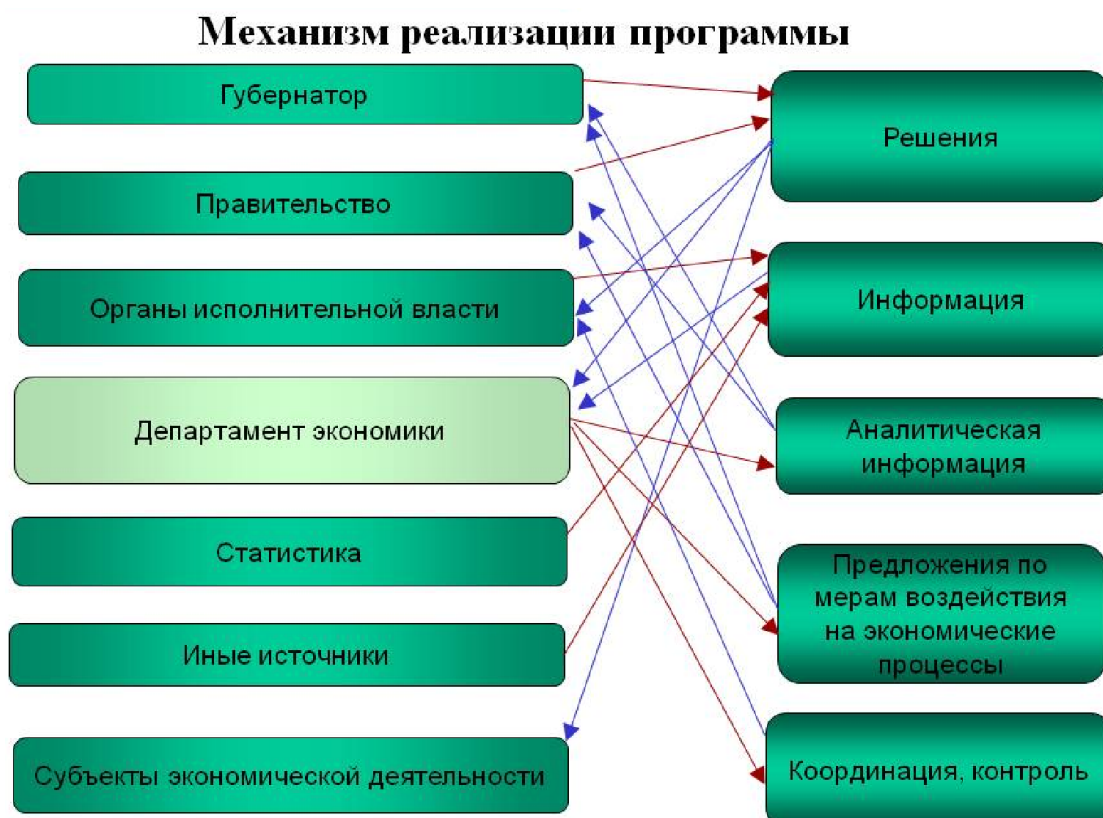 Механизм реализации программы
Губернатор
Правительство
Органы исполнительной власти
Департамент экономики
Статистика
Иные источники
Субъекты экономической деятельности
Решения
Информация
Аналитическая
информация
Предложения по
мерам воздействия
на экономические
процессы
Координация, контроль